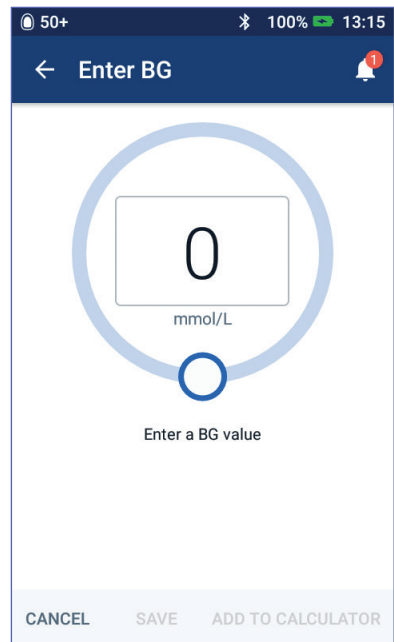 50+ 100% 13:15
← Enter BG 1
0
mmol/L
Enter a BG value
CANCEL SAVE ADD TO CALCULATOR